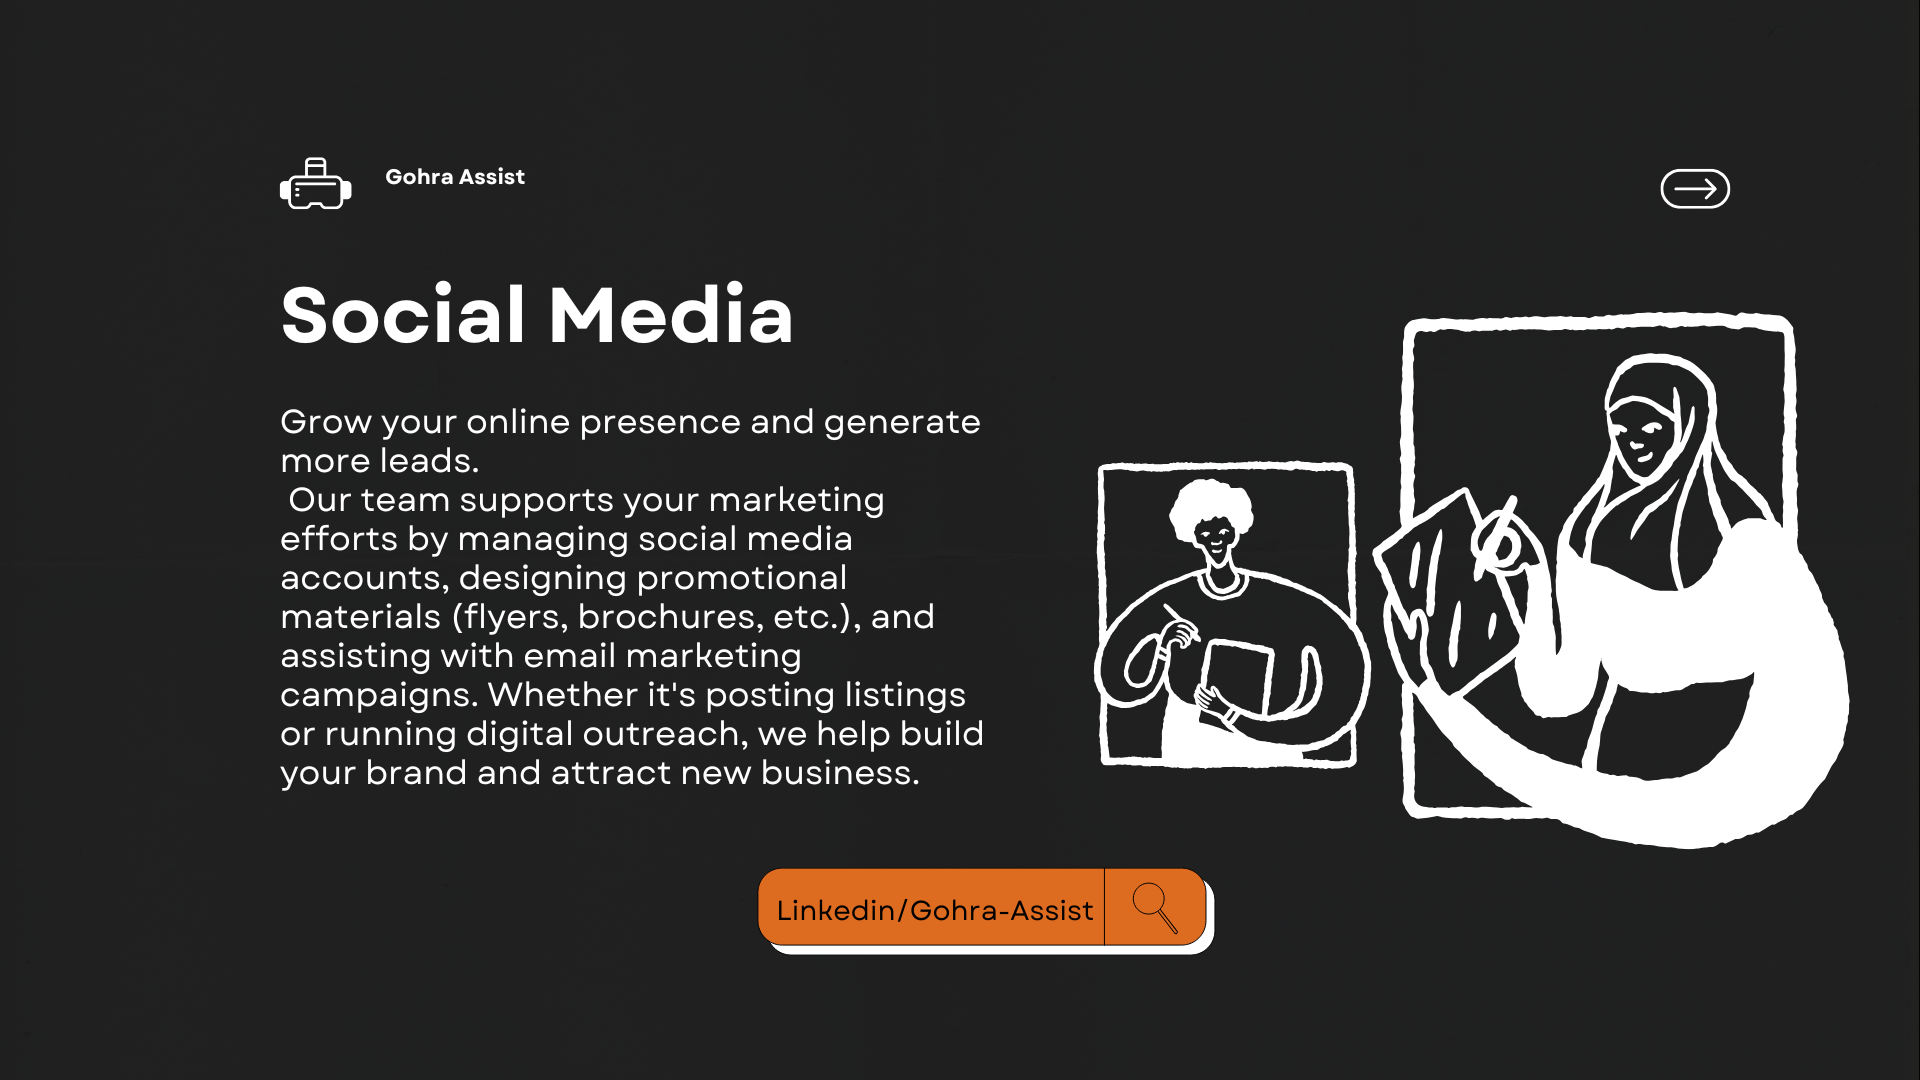 Gohra Assist
Social Media
Grow your online presence and generate
more leads.
Our team supports your marketing
efforts by managing social media
accounts, designing promotional
materials (flyers, brochures, etc.), and
assisting with email marketing
campaigns. Whether it's posting listings
or running digital outreach, we help build
your brand and attract new business.
Linkedin/Gohra-Assist